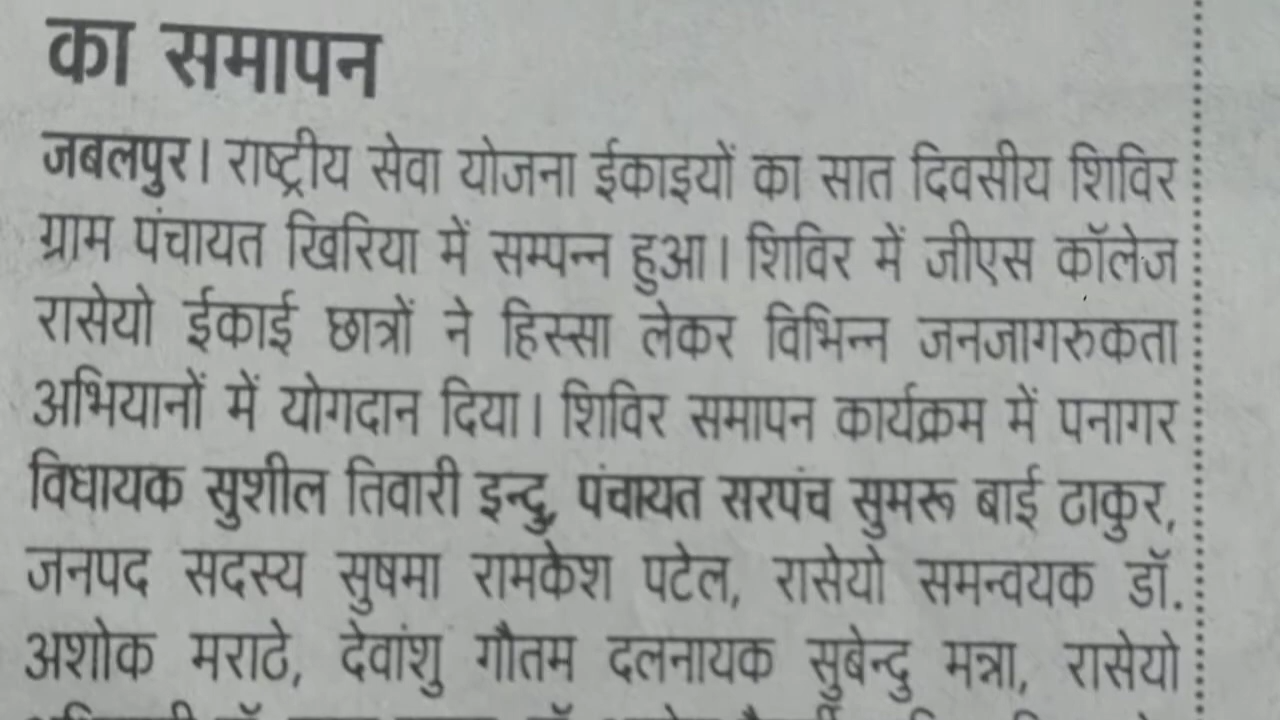 का समापन
जबलपुर। राष्ट्रीय सेवा योजना ईकाइयों का सात दिवसीय शिविर
ग्राम पंचायत खिरिया में सम्पन्न हुआ। शिविर में जीएस कॉलेज
रासेयो ईकाई छात्रों ने हिस्सा लेकर विभिन्न जनजागरुकता
अभियानों में योगदान दिया। शिविर समापन कार्यक्रम में पनागर
विधायक सुशील तिवारी इन्दु, पंचायत सरपंच सुमरू बाई ठाकुर,
जनपद सदस्य सुषमा रामकेश पटेल, रासेयो समन्वयक डॉ.
अशोक मराठे, देवांशु गौतम दलनायक सुबेन्दु मन्ना, रासेयो